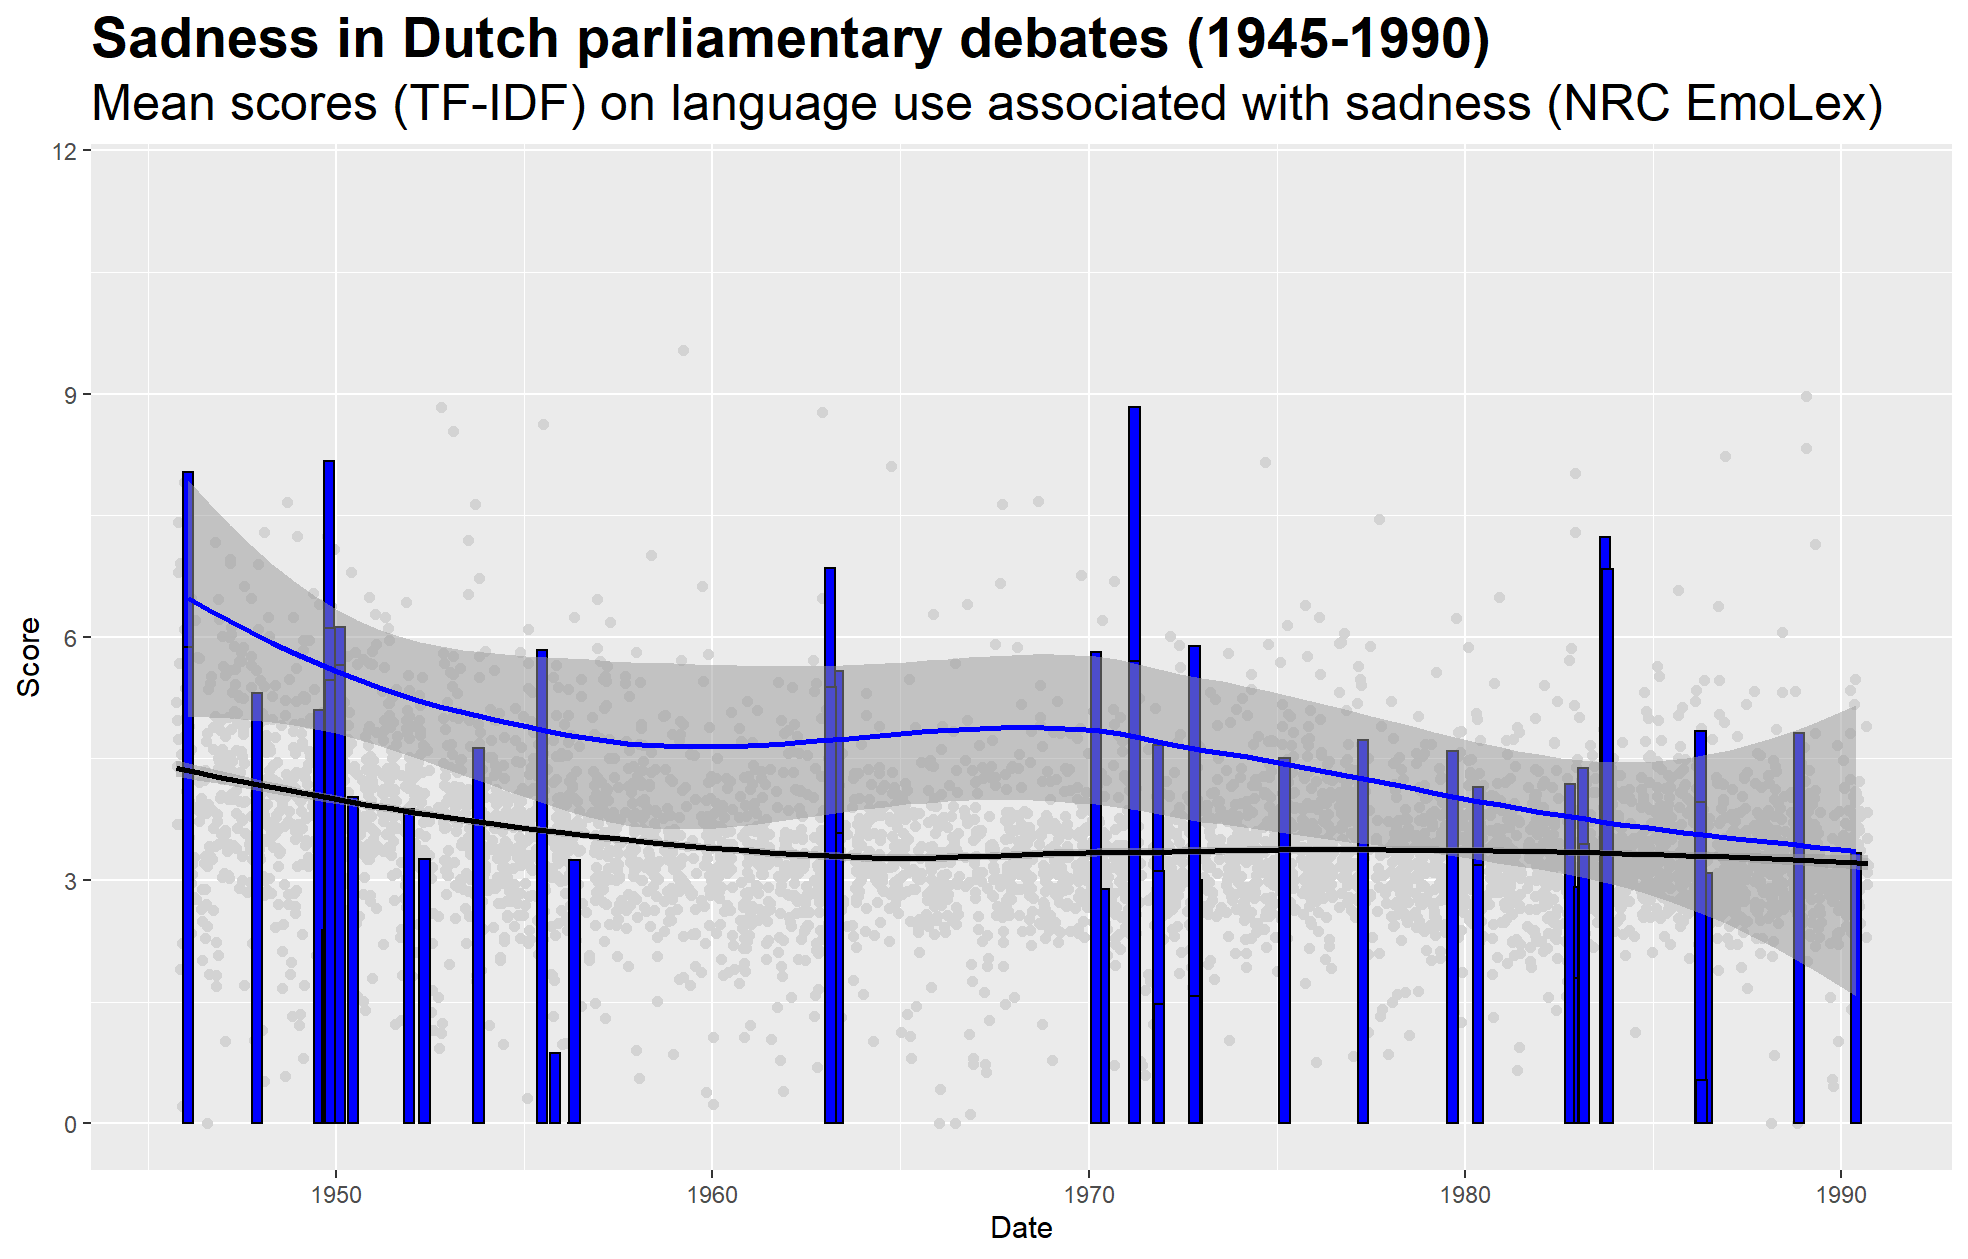 Sadness in Dutch parliamentary debates (1945-1990)
Mean scores (TF-IDF) on language use associated with sadness (NRC EmoLex)
12
9
6
3
0
Score
1950
1960
1970
1980
1990
Date